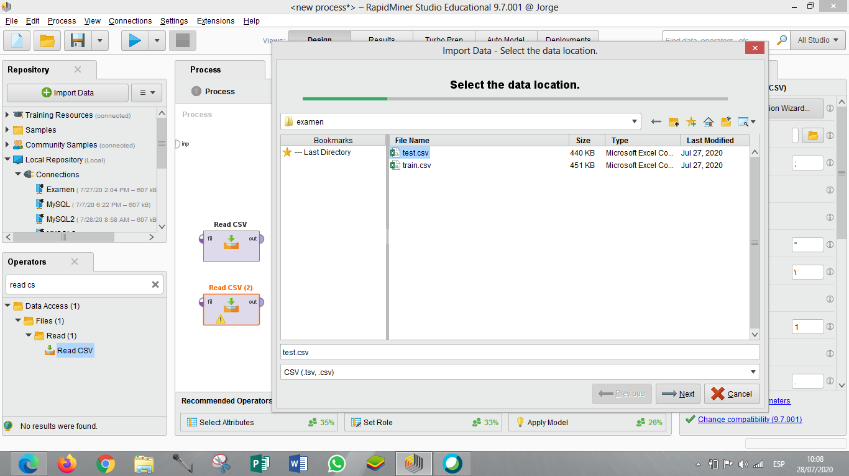 <new process*> – RapidMiner Studio Educational 9.7.001 @ Jorge
File Edit Process View Connections Settings Extensions Help
Views: Design Results Turbo Prep Auto Model Deployments Find data, operators...etc All Studio
Import Data - Select the data location.
Repository
Import Data
Training Resources (connected)
Samples
Community Samples (connected)
Local Repository (Local)
Connections
Examen (7/27/20 2:04 PM – 607 kB
MySQL (7/7/20 6:22 PM – 607 kB
MySQL2 (7/28/20 8:58 AM – 607 kB
Operators
read cs
Data Access (1)
Files (1)
Read (1)
Read CSV
No results were found.
Process
Process
Process
inp
Read CSV
fil out
Read CSV (2)
fil out
Recommended Operators
Select Attributes 35%
Set Role 33%
Apply Model 26%
Select the data location.
examen
Bookmarks
--- Last Directory
File Name Size Type Last Modified
test.csv 440 KB Microsoft Excel Co... Jul 27, 2020
train.csv 451 KB Microsoft Excel Co... Jul 27, 2020
test.csv
CSV (.tsv, .csv)
Previous Next Cancel
CSV)
ion Wizard...
;
"
\
1
.
meters
Change compatibility (9.7.001)
ESP
10:08
28/07/2020